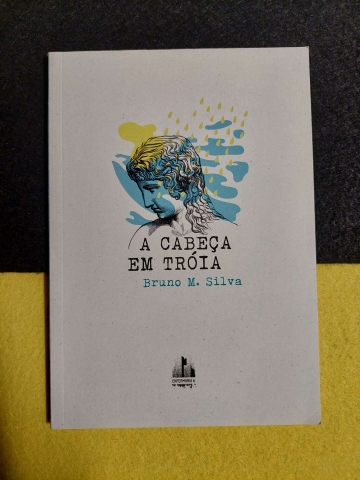 A CABEÇA
EM TRÓIA
Bruno M. Silva